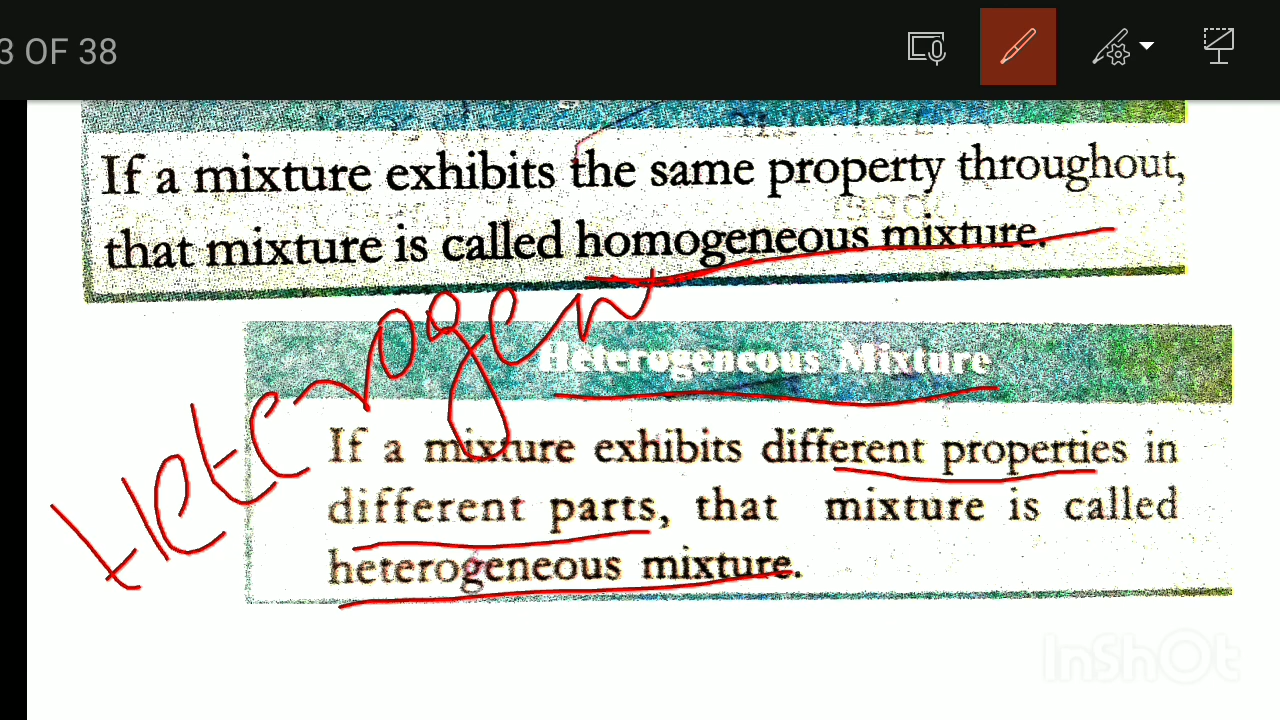 3 OF 38
If a mixture exhibits the same property throughout,
that mixture is called homogeneous mixture.
Heterogen
Heterogeneous Mixture
If a mixture exhibits different properties in
different parts, that mixture is called
heterogeneous mixture.
InShOt